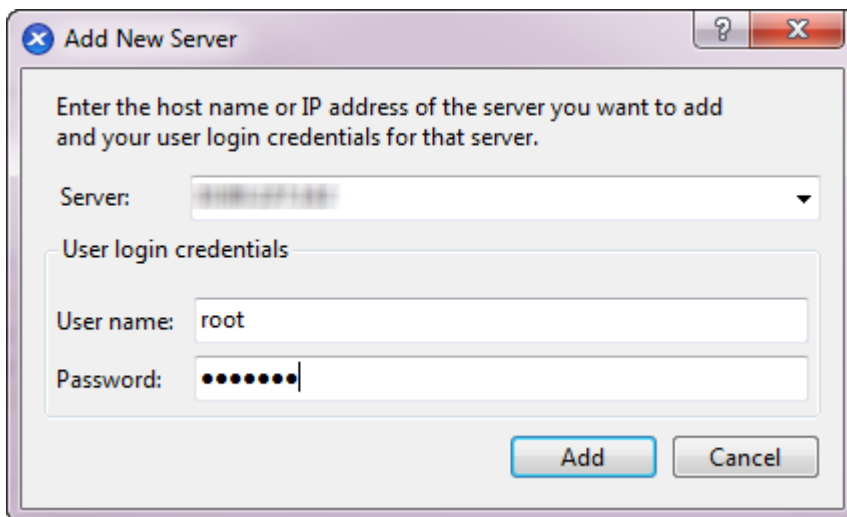 Add New Server
Enter the host name or IP address of the server you want to add
and your user login credentials for that server.
Server:
User login credentials
User name: root
Password: •••••••
Add Cancel